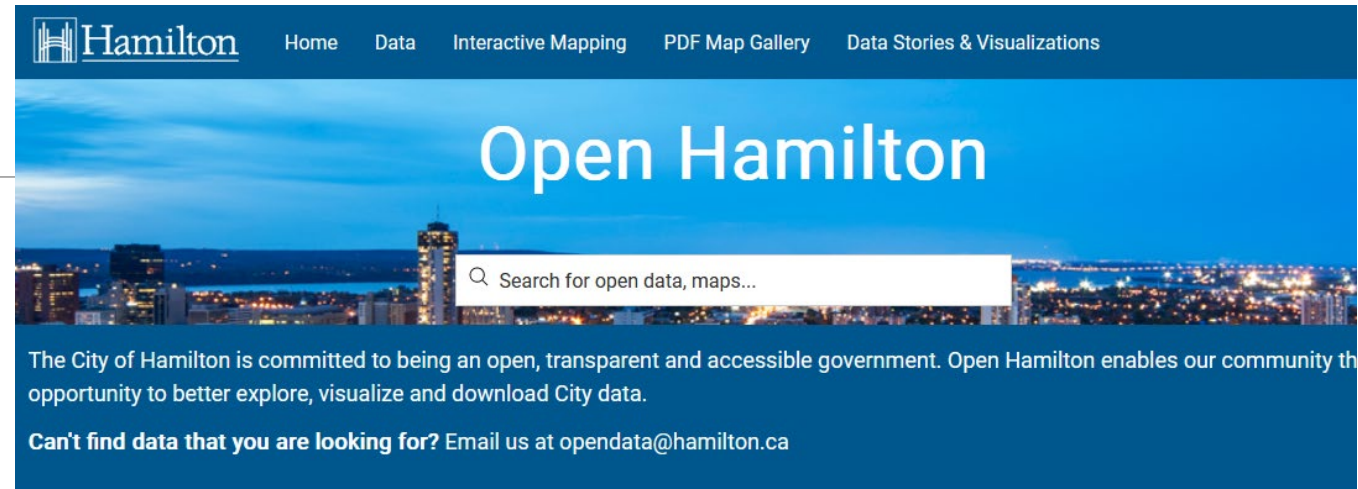 Hamilton Home Data Interactive Mapping PDF Map Gallery Data Stories & Visualizations
Open Hamilton
Search for open data, maps...
The City of Hamilton is committed to being an open, transparent and accessible government. Open Hamilton enables our community th
opportunity to better explore, visualize and download City data.
Can't find data that you are looking for? Email us at opendata@hamilton.ca